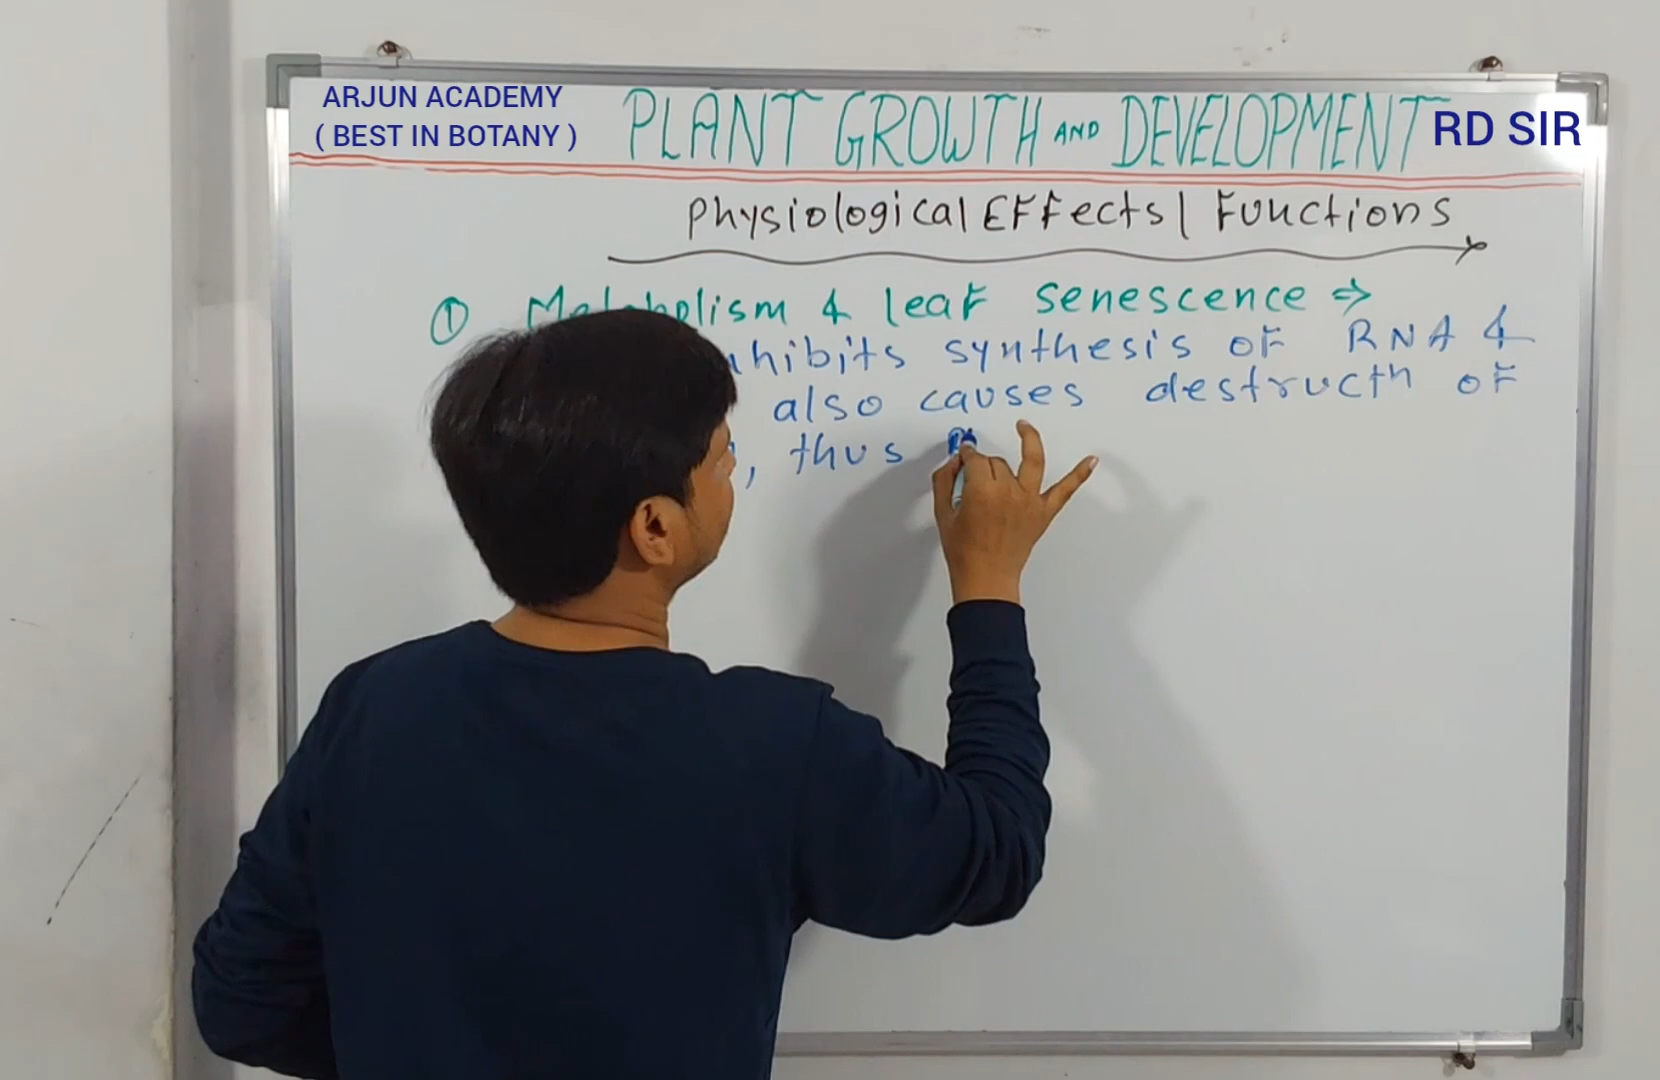 ARJUN ACADEMY
( BEST IN BOTANY )
PLANT GROWTH AND DEVELOPMENT
RD SIR
Physiological Effects | Functions
① Metabolism & leaf senescence ⇒
nhibits synthesis of RNA &
also causes destructn of
, thus